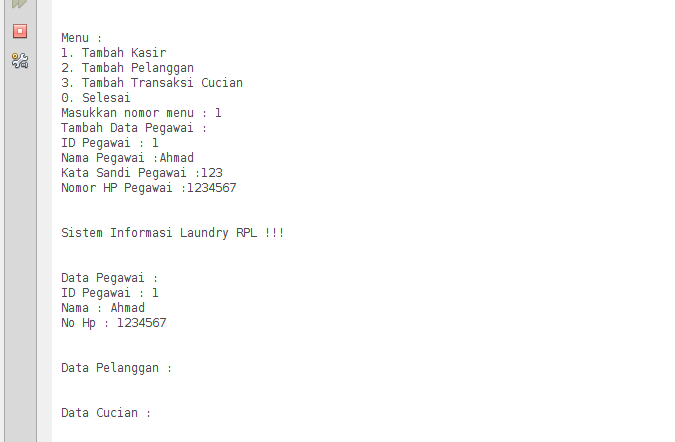 Menu :
1. Tambah Kasir
2. Tambah Pelanggan
3. Tambah Transaksi Cucian
0. Selesai
Masukkan nomor menu : 1
Tambah Data Pegawai :
ID Pegawai : 1
Nama Pegawai :Ahmad
Kata Sandi Pegawai :123
Nomor HP Pegawai :1234567
Sistem Informasi Laundry RPL !!!
Data Pegawai :
ID Pegawai : 1
Nama : Ahmad
No Hp : 1234567
Data Pelanggan :
Data Cucian :